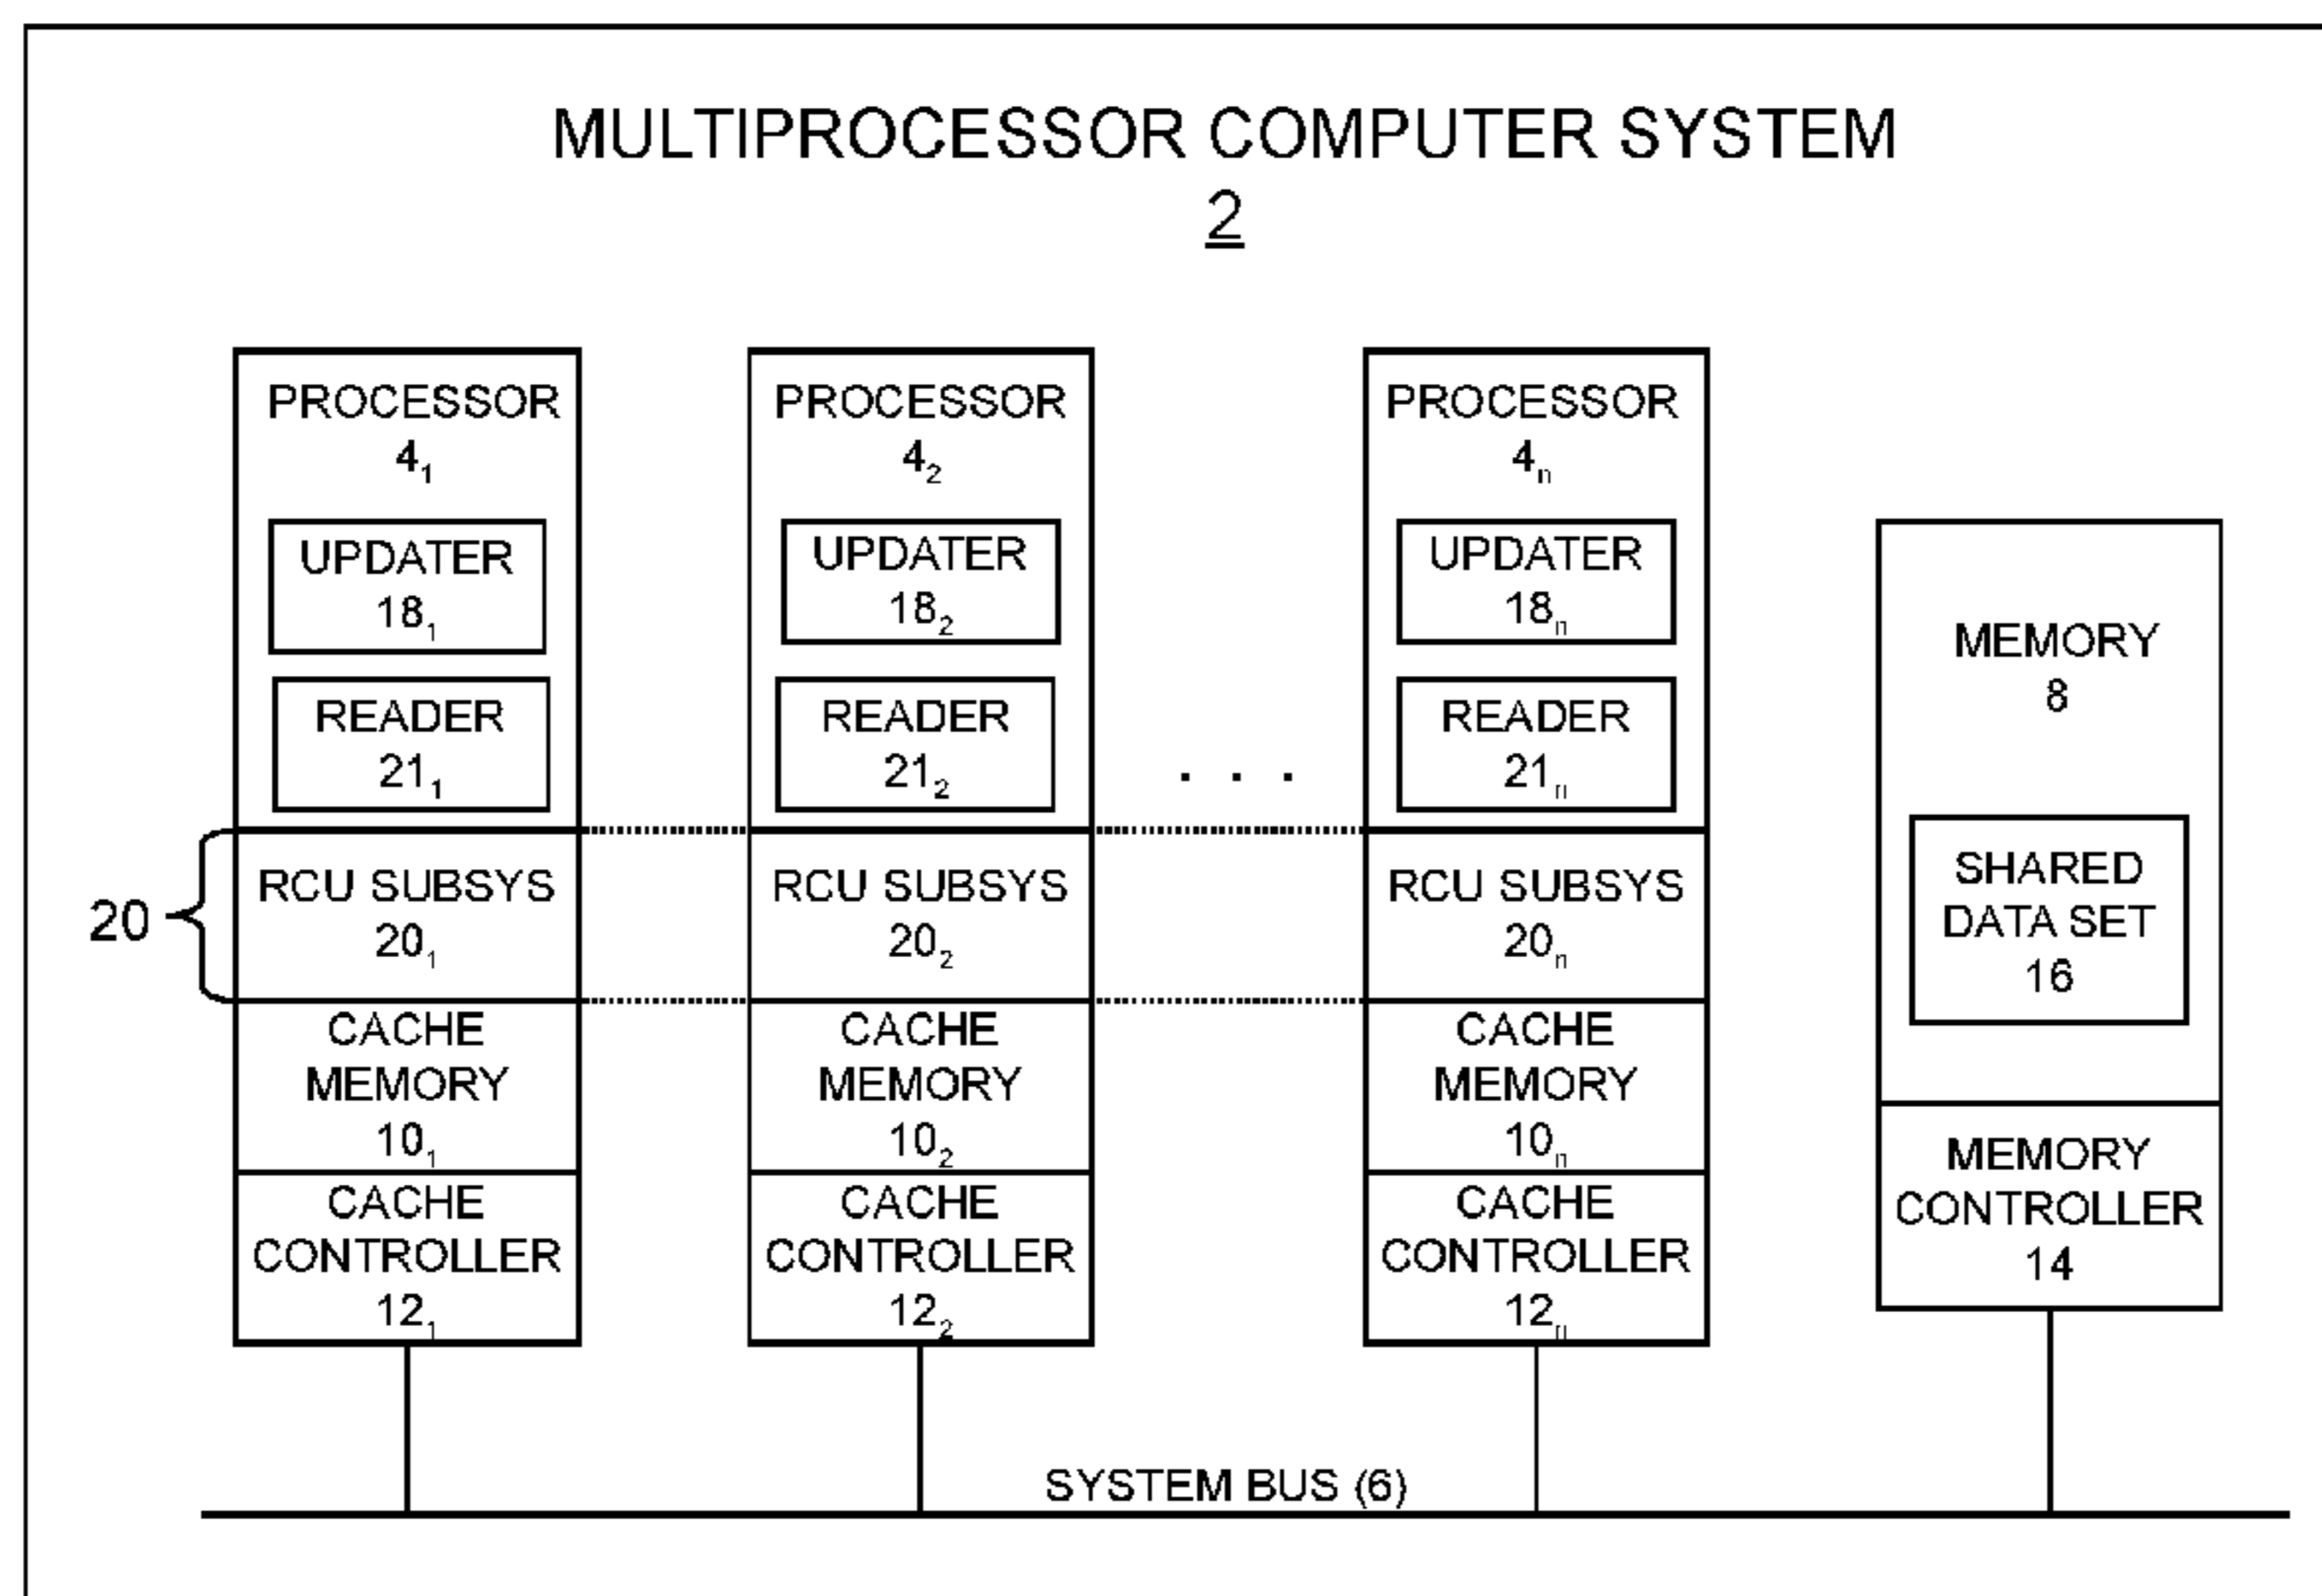 MULTIPROCESSOR COMPUTER SYSTEM
2
PROCESSOR
4₁
UPDATER
18₁
READER
21₁
RCU SUBSYS
20₁
CACHE
MEMORY
10₁
CACHE
CONTROLLER
12₁
PROCESSOR
4₂
UPDATER
18₂
READER
21₂
RCU SUBSYS
20₂
CACHE
MEMORY
10₂
CACHE
CONTROLLER
12₂
. . .
PROCESSOR
4ₙ
UPDATER
18ₙ
READER
21ₙ
RCU SUBSYS
20ₙ
CACHE
MEMORY
10ₙ
CACHE
CONTROLLER
12ₙ
MEMORY
8
SHARED
DATA SET
16
MEMORY
CONTROLLER
14
20
SYSTEM BUS (6)